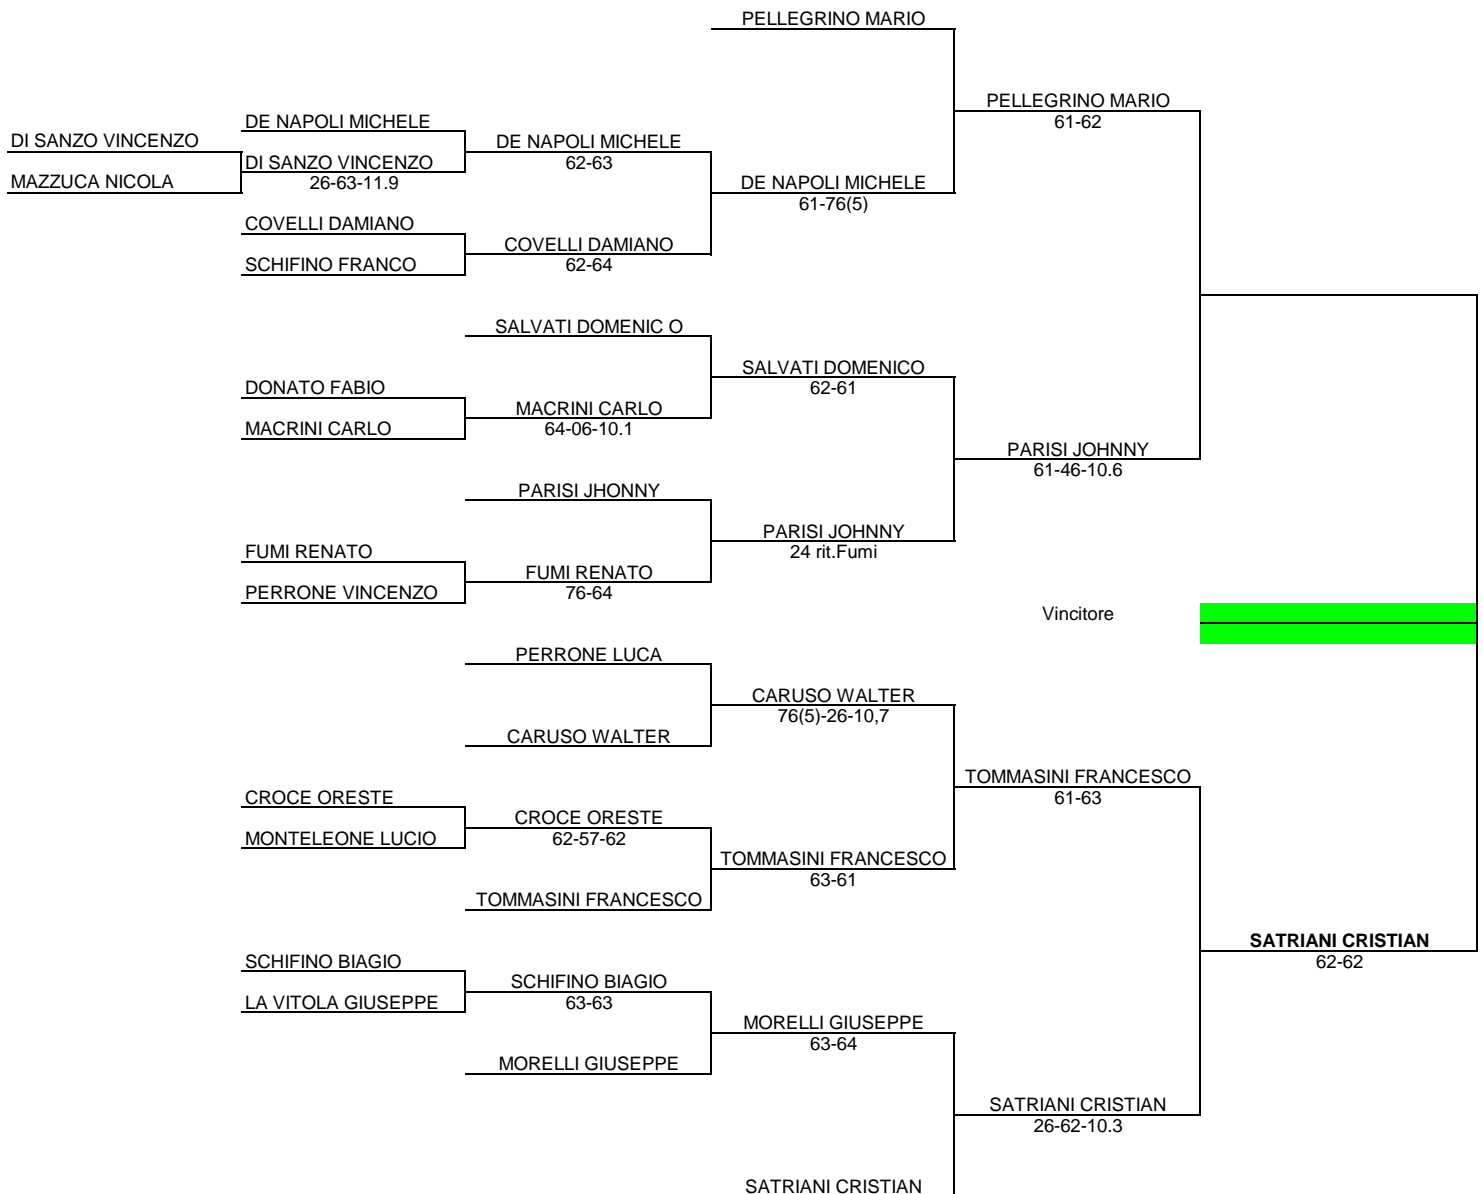 PELLEGRINO MARIO
PELLEGRINO MARIO
61-62
DI SANZO VINCENZO
MAZZUCA NICOLA
DE NAPOLI MICHELE
DI SANZO VINCENZO
26-63-11.9
DE NAPOLI MICHELE
62-63
DE NAPOLI MICHELE
61-76(5)
COVELLI DAMIANO
SCHIFINO FRANCO
COVELLI DAMIANO
62-64
SALVATI DOMENIC O
SALVATI DOMENICO
62-61
DONATO FABIO
MACRINI CARLO
MACRINI CARLO
64-06-10.1
PARISI JOHNNY
61-46-10.6
PARISI JHONNY
PARISI JOHNNY
24 rit.Fumi
FUMI RENATO
PERRONE VINCENZO
FUMI RENATO
76-64
Vincitore
PERRONE LUCA
CARUSO WALTER
76(5)-26-10,7
CARUSO WALTER
TOMMASINI FRANCESCO
61-63
CROCE ORESTE
MONTELEONE LUCIO
CROCE ORESTE
62-57-62
TOMMASINI FRANCESCO
63-61
TOMMASINI FRANCESCO
SATRIANI CRISTIAN
62-62
SCHIFINO BIAGIO
LA VITOLA GIUSEPPE
SCHIFINO BIAGIO
63-63
MORELLI GIUSEPPE
63-64
MORELLI GIUSEPPE
SATRIANI CRISTIAN
26-62-10.3
SATRIANI CRISTIAN